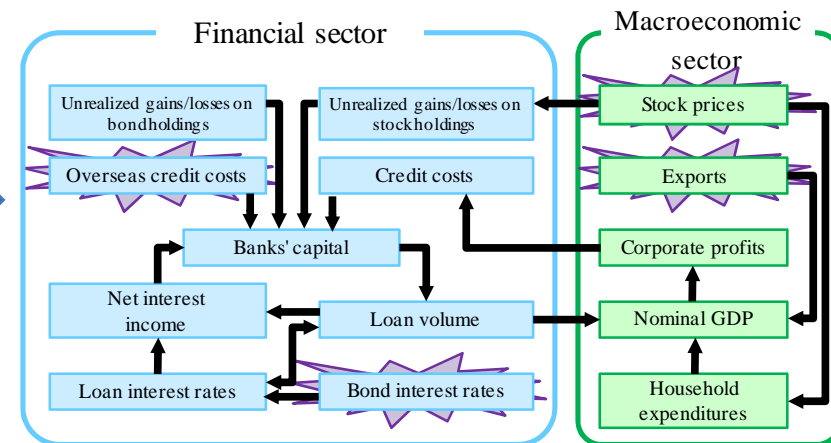 Financial sector
Macroeconomic
sector
Unrealized gains/losses on
bondholdings
Unrealized gains/losses on
stockholdings
Stock prices
Overseas credit costs
Credit costs
Exports
Banks' capital
Corporate profits
Net interest
income
Loan volume
Nominal GDP
Loan interest rates
Bond interest rates
Household
expenditures